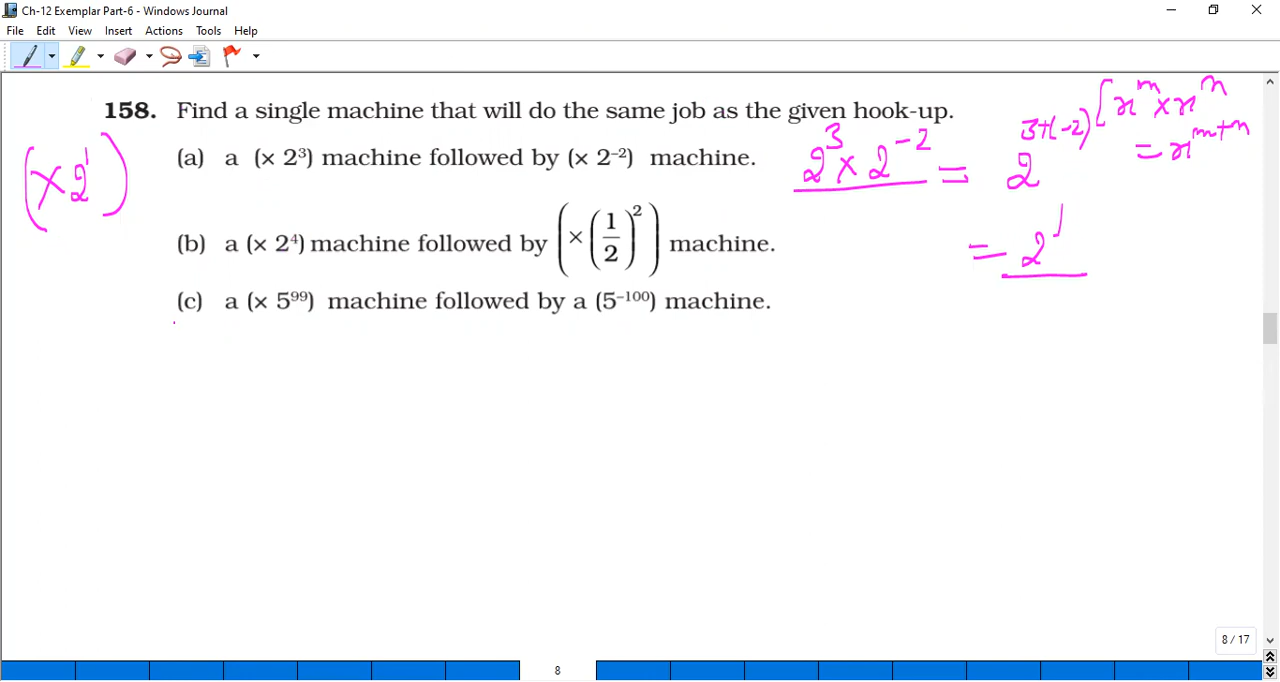 Ch-12 Exemplar Part-6 - Windows Journal
File Edit View Insert Actions Tools Help
158. Find a single machine that will do the same job as the given hook-up.
(a) a (× 2³) machine followed by (× 2⁻²) machine.
(b) a (× 2⁴) machine followed by (× (1/2)²) machine.
(c) a (× 5⁹⁹) machine followed by a (5⁻¹⁰⁰) machine.
(× 2¹)
2³ × 2⁻² = 2³⁺⁽⁻²⁾ [xᵐ × xⁿ
= xᵐ⁺ⁿ
= 2¹
8 / 17
8